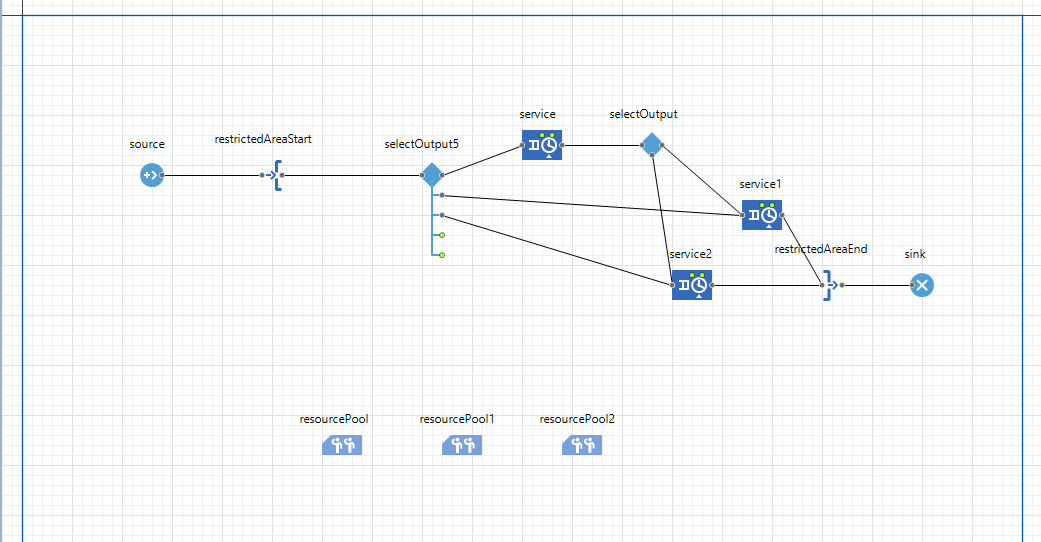 service
selectOutput
restrictedAreaStart
source
selectOutput5
service1
restrictedAreaEnd
service2
sink
resourcePool
resourcePool1
resourcePool2